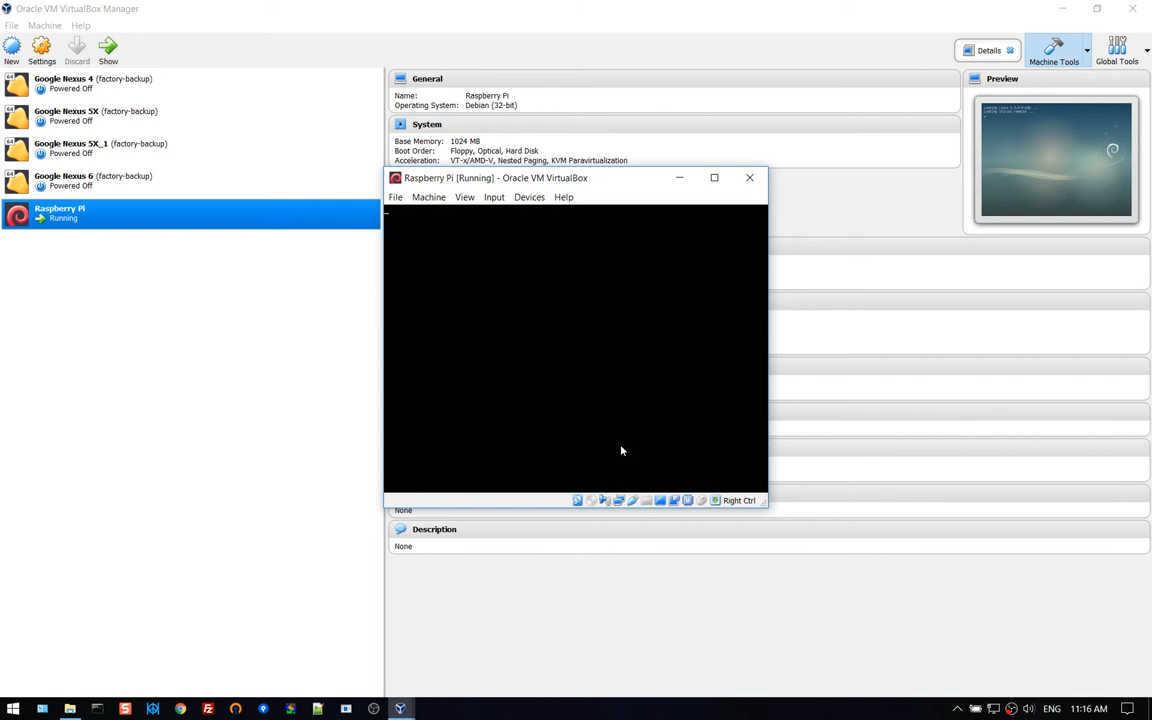 Oracle VM VirtualBox Manager
File Machine Help
New Settings Discard Show
Details Machine Tools Global Tools
64 Google Nexus 4 (factory-backup)
Powered Off
64 Google Nexus 5X (factory-backup)
Powered Off
64 Google Nexus 5X_1 (factory-backup)
Powered Off
64 Google Nexus 6 (factory-backup)
Powered Off
Raspberry Pi
Running
General
Name: Raspberry Pi
Operating System: Debian (32-bit)
System
Base Memory: 1024 MB
Boot Order: Floppy, Optical, Hard Disk
Acceleration: VT-x/AMD-V, Nested Paging, KVM Paravirtualization
Preview
Raspberry Pi [Running] - Oracle VM VirtualBox
File Machine View Input Devices Help
Right Ctrl
None
Description
None
ENG 11:16 AM